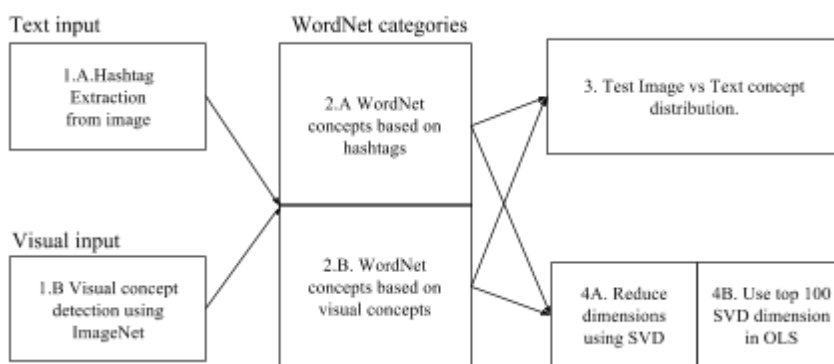 Text input
1.A.Hashtag
Extraction
from image
Visual input
1.B Visual concept
detection using
ImageNet
WordNet categories
2.A WordNet
concepts based on
hashtags
2.B. WordNet
concepts based on
visual concepts
3. Test Image vs Text concept
distribution.
4A. Reduce
dimensions
using SVD
4B. Use top 100
SVD dimension
in OLS